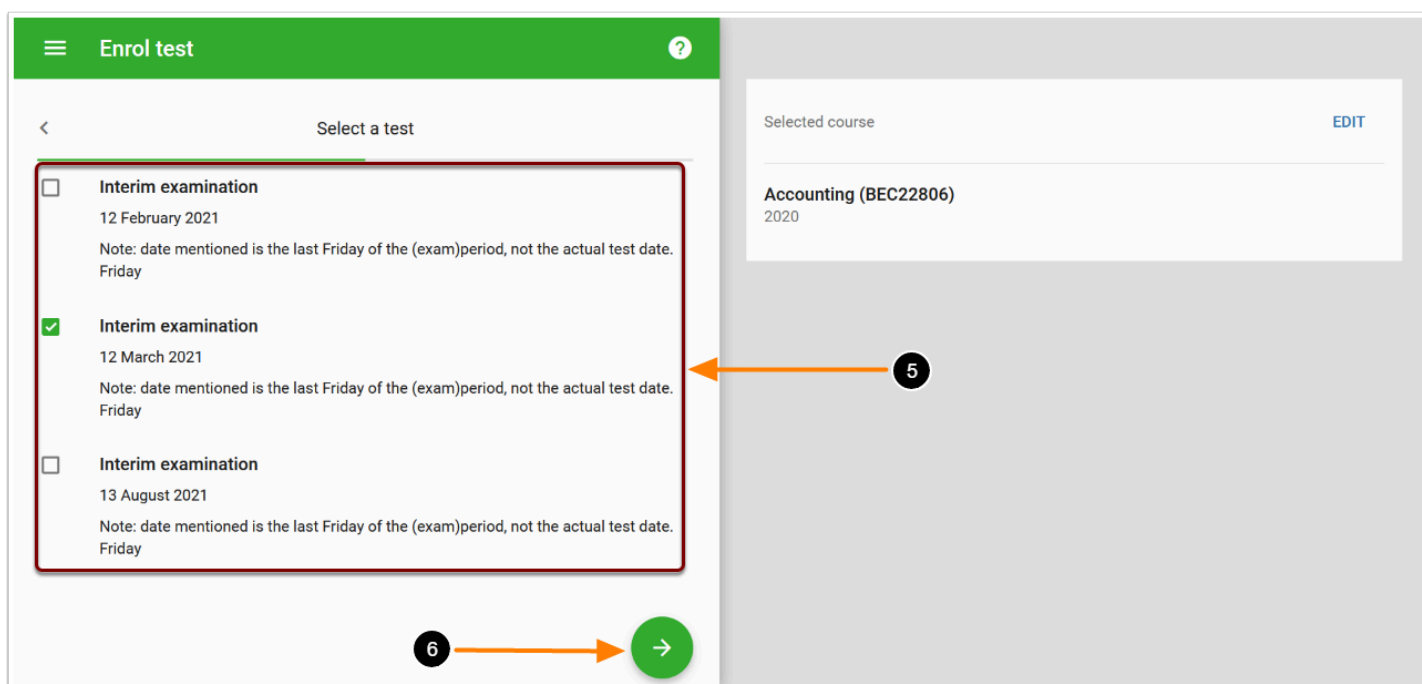 Enrol test
?
Select a test
Interim examination
12 February 2021
Note: date mentioned is the last Friday of the (exam)period, not the actual test date.
Friday
Interim examination
12 March 2021
Note: date mentioned is the last Friday of the (exam)period, not the actual test date.
Friday
Interim examination
13 August 2021
Note: date mentioned is the last Friday of the (exam)period, not the actual test date.
Friday
6
Selected course EDIT
Accounting (BEC22806)
2020
5